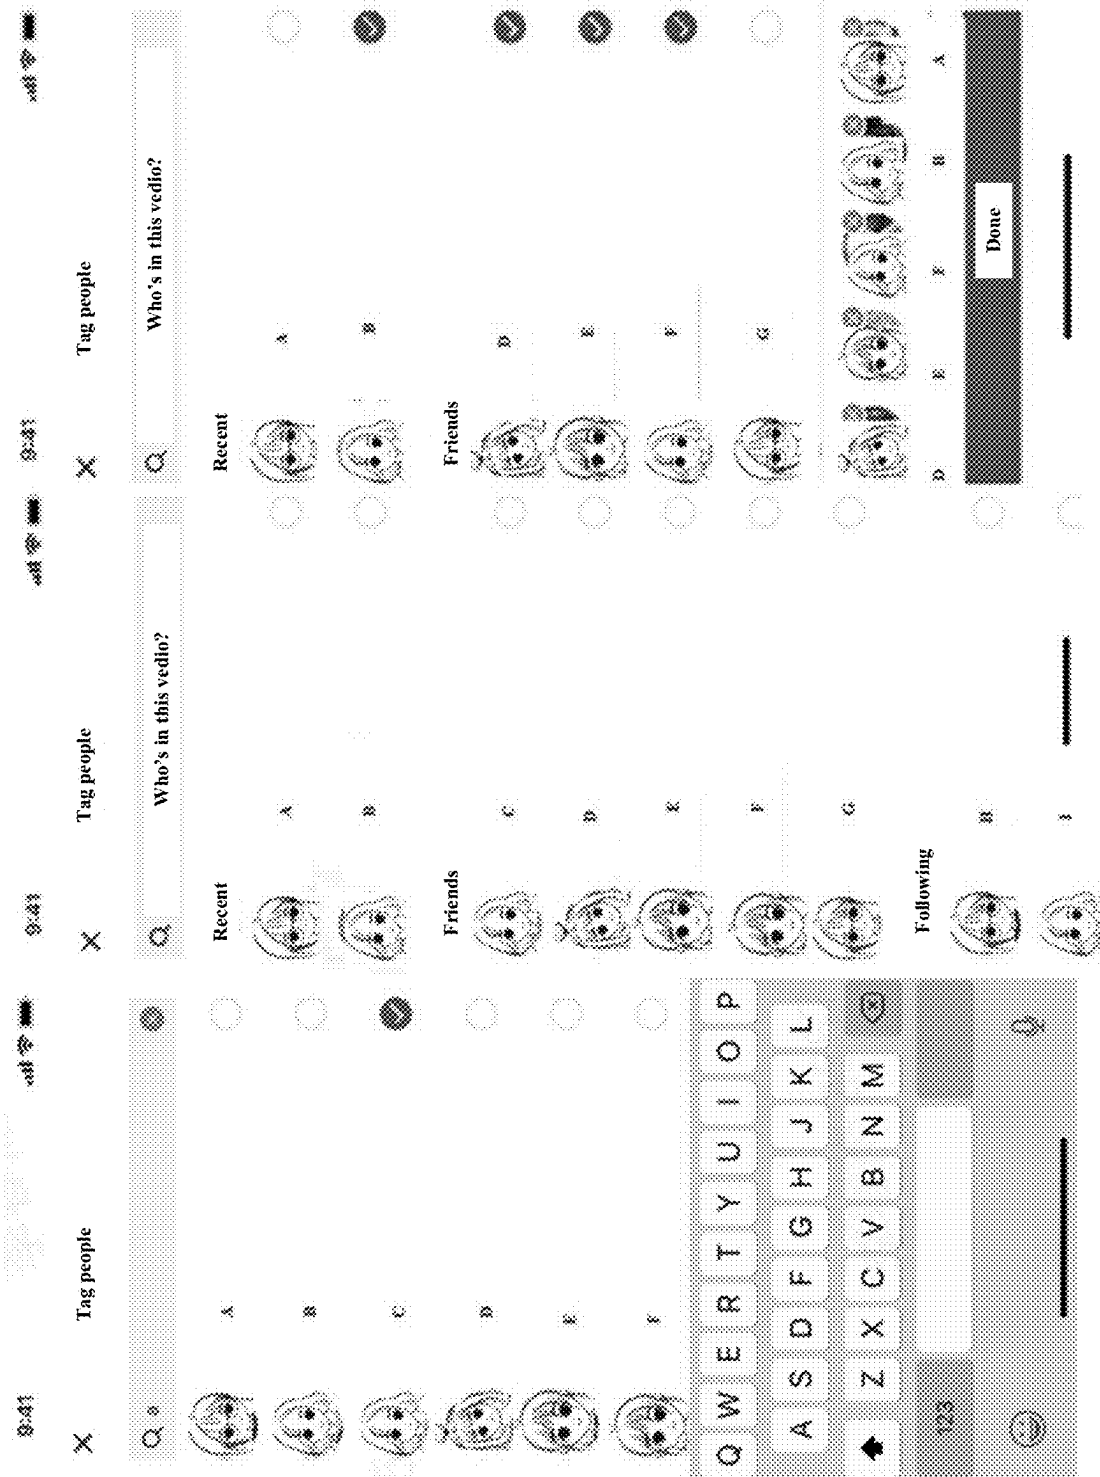 9:41
Tag people
A
B
C
D
E
F
Q W E R T Y U I O P
A S D F G H J K L
Z X C V B N M
123
9:41
Tag people
Who's in this vedio?
Recent
A
B
Friends
C
D
E
F
G
Following
H
I
9:41
Tag people
Who's in this vedio?
Recent
A
B
Friends
D
E
F
G
D E F B A
Done